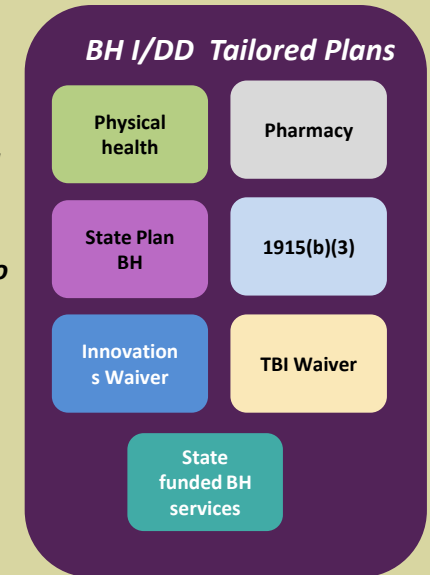 BH I/DD Tailored Plans
Physical
health
Pharmacy
State Plan
BH
1915(b)(3)
Innovation
s Waiver
TBI Waiver
State
funded BH
services